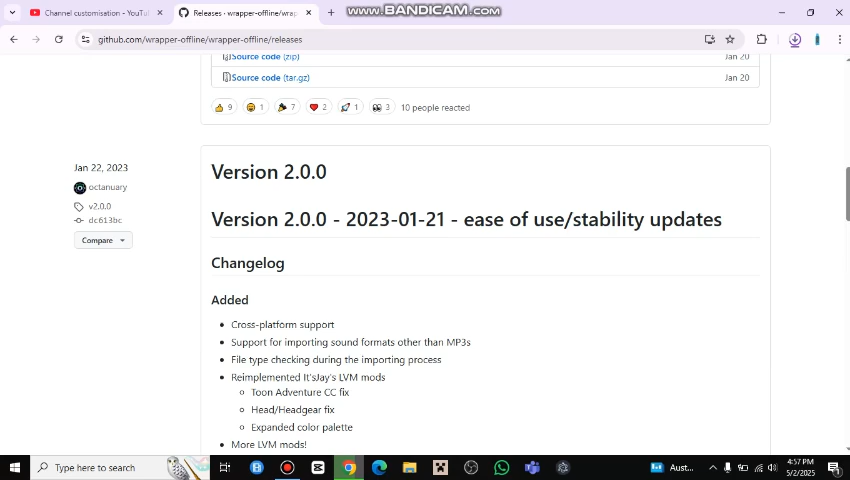 www.BANDICAM.com
Channel customisation - YouTu
Releases · wrapper-offline/wrap
github.com/wrapper-offline/wrapper-offline/releases
Source code (zip)
Jan 20
Source code (tar.gz)
Jan 20
9
1
7
2
1
3
10 people reacted
Jan 22, 2023
octanuary
v2.0.0
dc613bc
Compare
Version 2.0.0
Version 2.0.0 - 2023-01-21 - ease of use/stability updates
Changelog
Added
Cross-platform support
Support for importing sound formats other than MP3s
File type checking during the importing process
Reimplemented It'sJay's LVM mods
Toon Adventure CC fix
Head/Headgear fix
Expanded color palette
More LVM mods!
Type here to search
Aust...
4:57 PM
5/2/2025